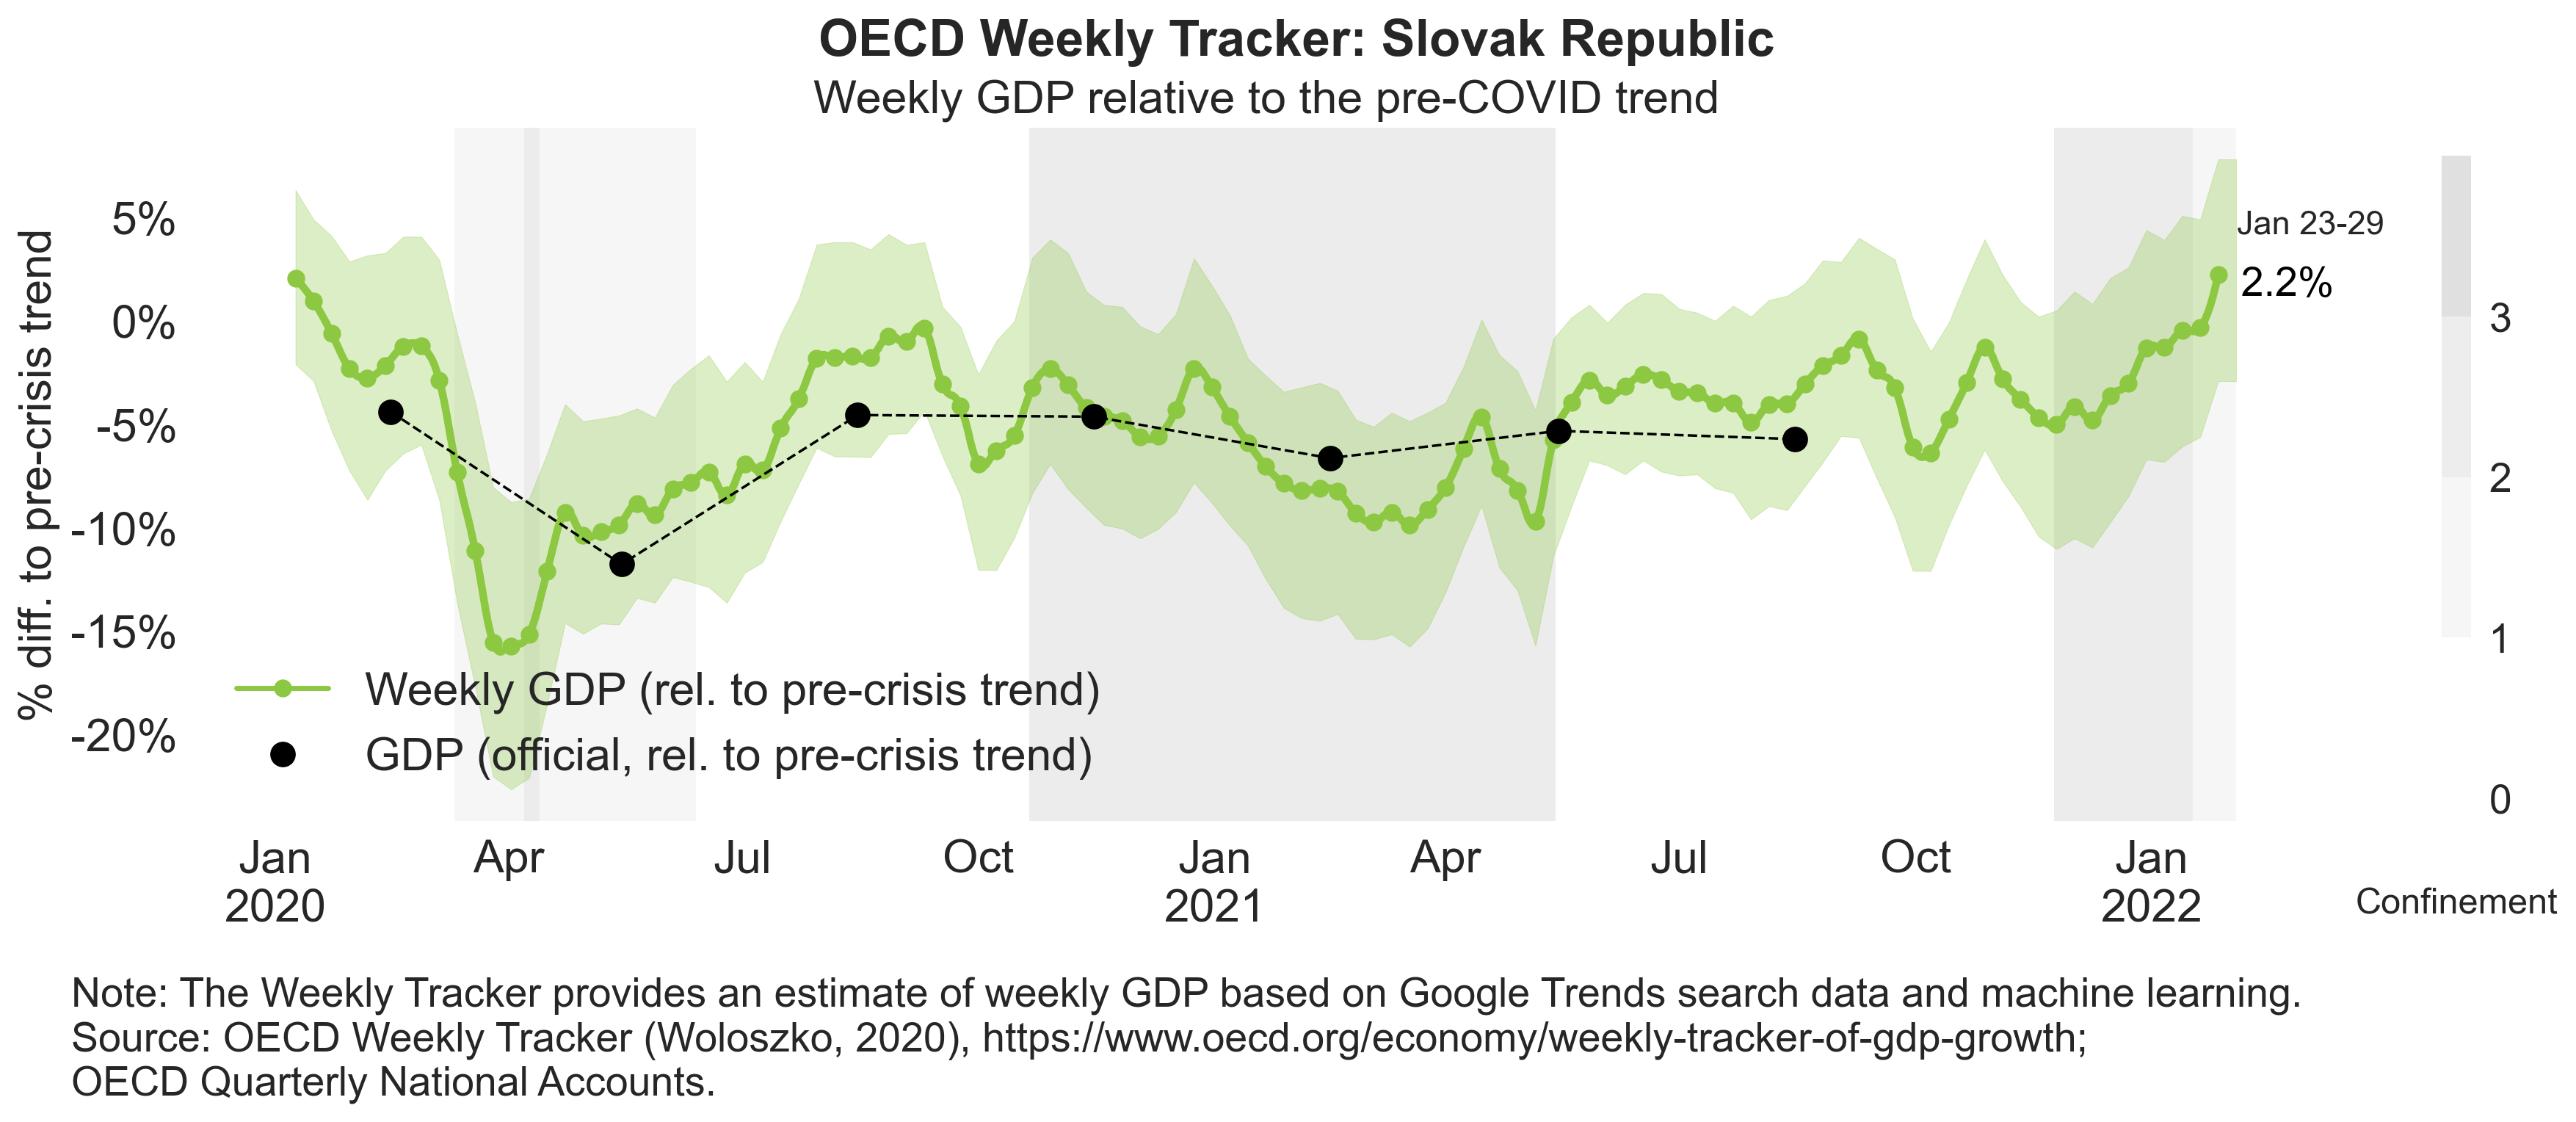 OECD Weekly Tracker: Slovak Republic
Weekly GDP relative to the pre-COVID trend
% diff. to pre-crisis trend
5%
0%
-5%
-10%
-15%
-20%
Jan 23-29
2.2%
Weekly GDP (rel. to pre-crisis trend)
GDP (official, rel. to pre-crisis trend)
3
2
1
0
Confinement
Jan
2020
Apr
Jul
Oct
Jan
2021
Apr
Jul
Oct
Jan
2022
Note: The Weekly Tracker provides an estimate of weekly GDP based on Google Trends search data and machine learning.
Source: OECD Weekly Tracker (Woloszko, 2020), https://www.oecd.org/economy/weekly-tracker-of-gdp-growth;
OECD Quarterly National Accounts.